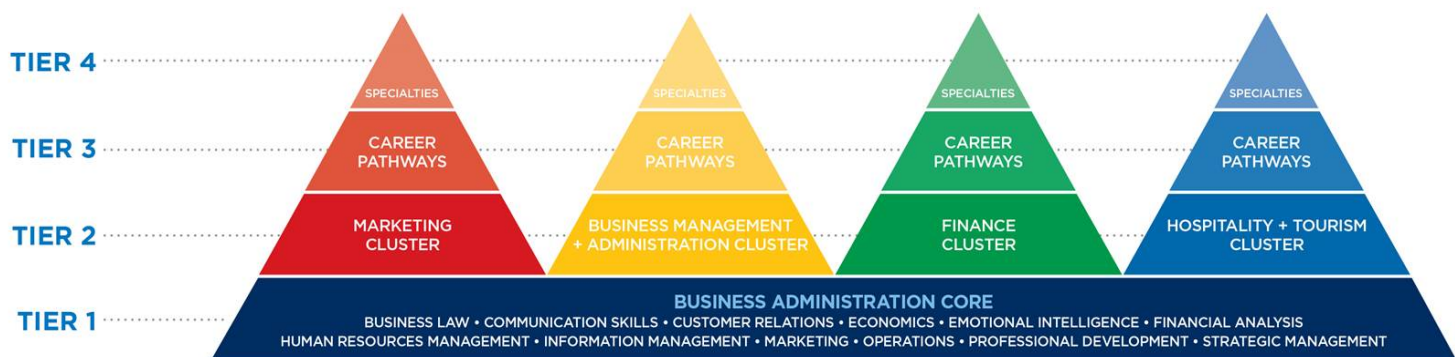 TIER 4
SPECIALTIES SPECIALTIES SPECIALTIES SPECIALTIES
TIER 3
CAREER PATHWAYS
CAREER PATHWAYS
CAREER PATHWAYS
CAREER PATHWAYS
TIER 2
MARKETING
CLUSTER
BUSINESS MANAGEMENT
+ ADMINISTRATION CLUSTER
FINANCE
CLUSTER
HOSPITALITY + TOURISM
CLUSTER
TIER 1
BUSINESS ADMINISTRATION CORE
BUSINESS LAW • COMMUNICATION SKILLS • CUSTOMER RELATIONS • ECONOMICS • EMOTIONAL INTELLIGENCE • FINANCIAL ANALYSIS
HUMAN RESOURCES MANAGEMENT • INFORMATION MANAGEMENT • MARKETING • OPERATIONS • PROFESSIONAL DEVELOPMENT • STRATEGIC MANAGEMENT